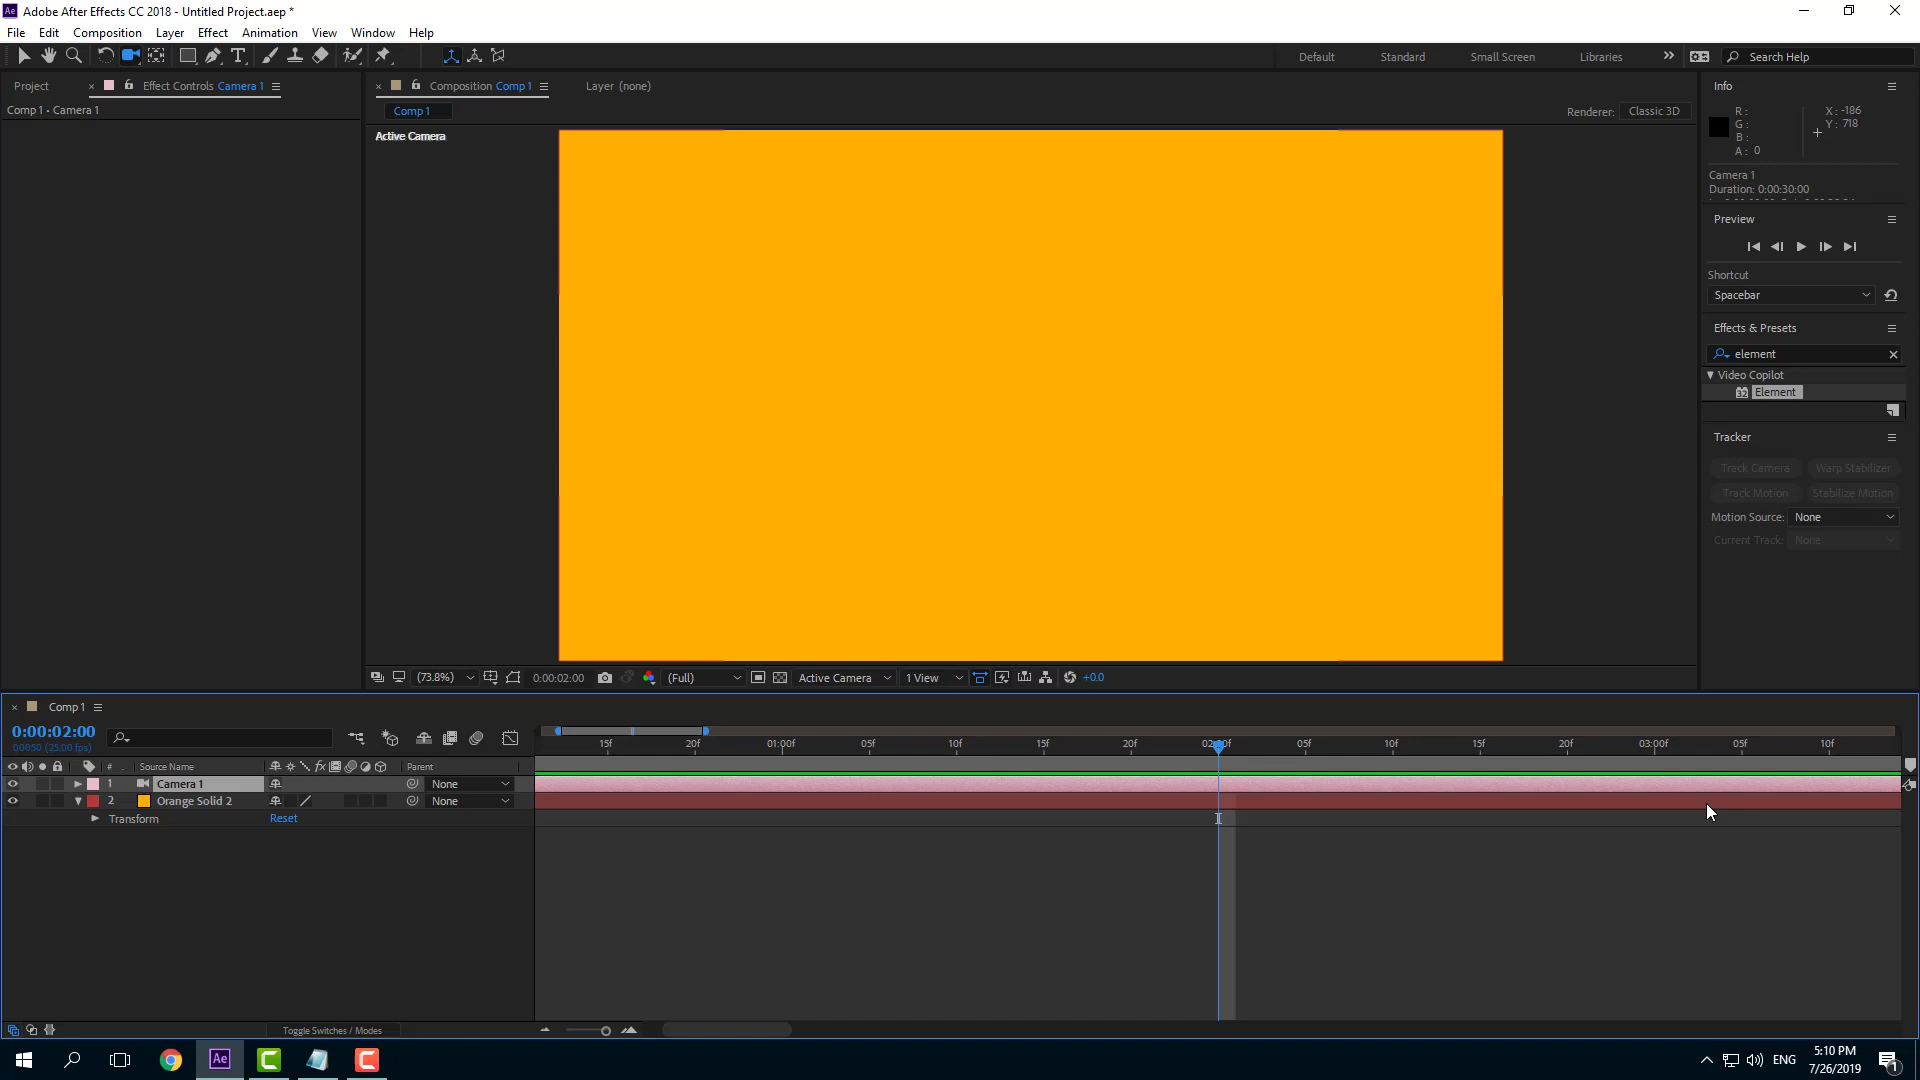 Ae Adobe After Effects CC 2018 - Untitled Project.aep *
File Edit Composition Layer Effect Animation View Window Help
Default Standard Small Screen Libraries Search Help
Project Effect Controls Camera 1 Composition Comp 1 Layer (none) Info
Comp 1 • Camera 1
Comp 1
Renderer: Classic 3D
Active Camera
R :
G :
B :
A : 0
X : -186
Y : 718
Camera 1
Duration: 0:00:30:00
Preview
Shortcut
Spacebar
Effects & Presets
element
Video Copilot
32 Element
Tracker
Track Camera Warp Stabilizer
Track Motion Stabilize Motion
Motion Source: None
Current Track: None
(73.8%) 0:00:02:00 (Full) Active Camera 1 View +0.0
Comp 1
0:00:02:00
00050 (25.00 fps)
15f 20f 01:00f 05f 10f 15f 20f 02:00f 05f 10f 15f 20f 03:00f 05f 10f
# Source Name fx Parent
1 Camera 1 None
2 Orange Solid 2 None
Transform Reset
Toggle Switches / Modes
Ae ENG 5:10 PM
7/26/2019 1